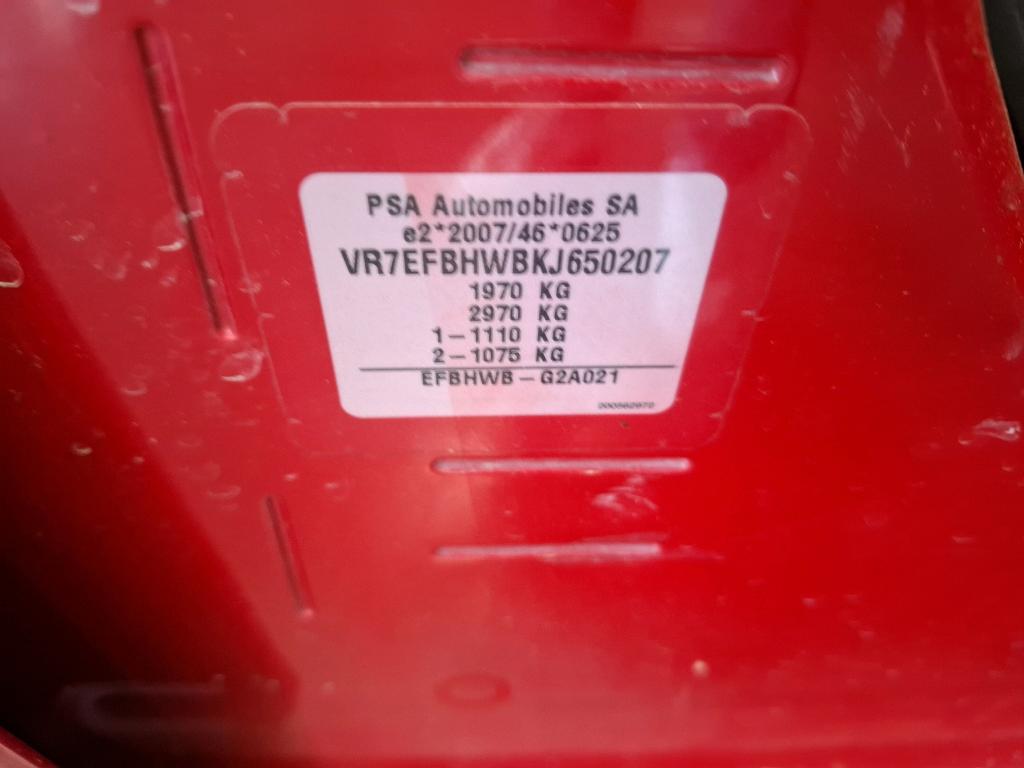 PSA Automobiles SA
e2*2007/46*0625
VR7EFBHWBKJ650207
1970 KG
2970 KG
1-1110 KG
2-1075 KG
EFBHWB-G2A021